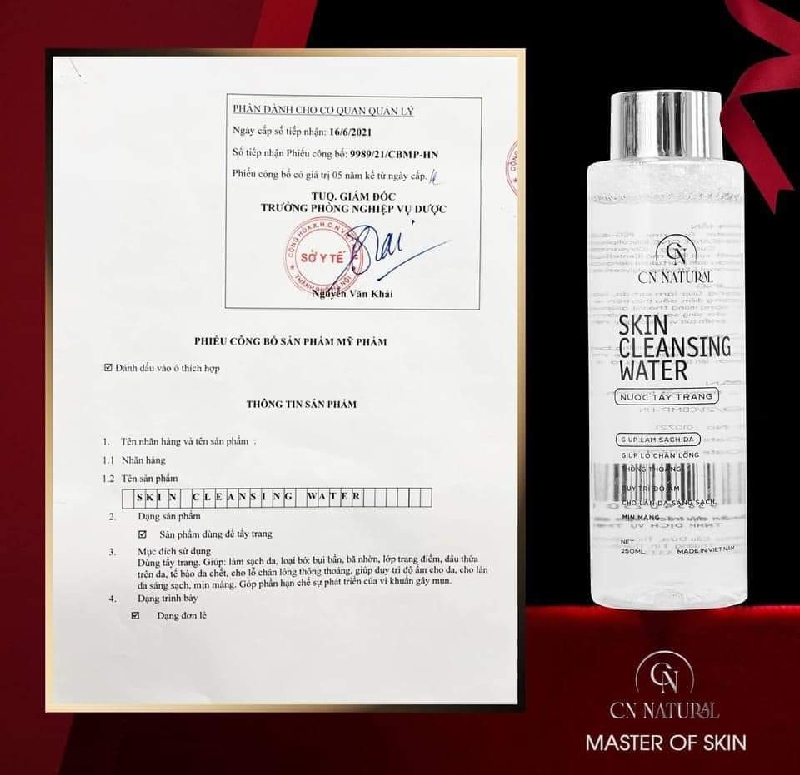 PHẦN DÀNH CHO CƠ QUAN QUẢN LÝ
Ngày cấp số tiếp nhận: 16/6/2021
Số tiếp nhận Phiếu công bố: 9989/21/CBMP-HN
Phiếu công bố có giá trị 05 năm kể từ ngày cấp.
TUQ. GIÁM ĐỐC
TRƯỞNG PHÒNG NGHIỆP VỤ DƯỢC
SỞ Y TẾ
Nguyễn Văn Khải
PHIẾU CÔNG BỐ SẢN PHẨM MỸ PHẨM
☑ Đánh dấu vào ô thích hợp
THÔNG TIN SẢN PHẨM
1. Tên nhãn hàng và tên sản phẩm :
1.1 Nhãn hàng
1.2 Tên sản phẩm
SKIN CLEANSING WATER
2. Dạng sản phẩm
☑ Sản phẩm dùng để tẩy trang
3. Mục đích sử dụng
Dùng tẩy trang. Giúp: làm sạch da, loại bỏ: bụi bẩn, bã nhờn, lớp trang điểm, dầu thừa
trên da, tế bào da chết, cho lỗ chân lông thông thoáng, giúp duy trì độ ẩm cho da, cho làn
da sáng sạch, mịn màng. Góp phần hạn chế sự phát triển của vi khuẩn gây mụn.
4. Dạng trình bày
☑ Dạng đơn lẻ
CN NATURAL
SKIN
CLEANSING
WATER
NƯỚC TẨY TRANG
GIÚP LÀM SẠCH DA
GIÚP LỖ CHÂN LÔNG
THÔNG THOÁNG
DUY TRÌ ĐỘ ẨM
CHO LÀN DA SÁNG SẠCH,
MỊN MÀNG
NET
250ML
MADE IN VIETNAM
CN NATURAL
MASTER OF SKIN